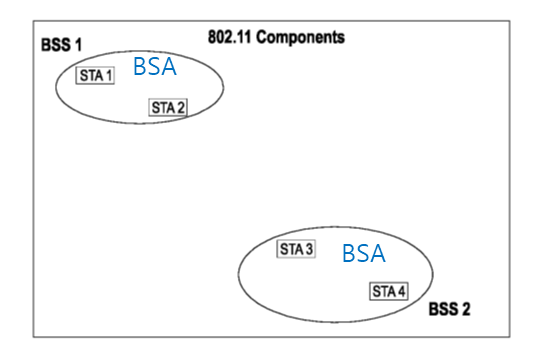 802.11 Components
BSS 1
BSA
STA 1
STA 2
STA 3
BSA
STA 4
BSS 2